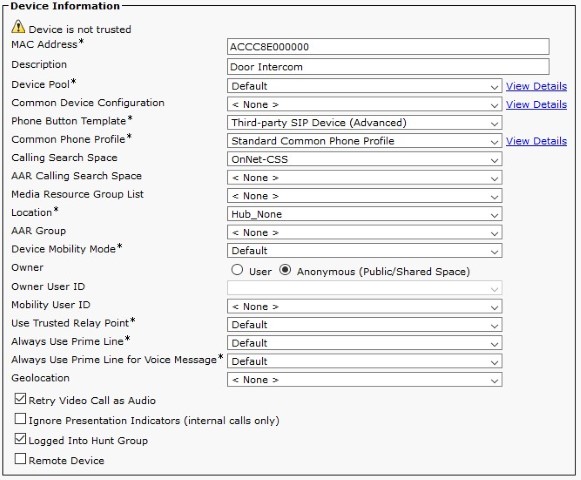 Device Information
Device is not trusted
MAC Address* ACCC8E000000
Description Door Intercom
Device Pool* Default View Details
Common Device Configuration < None > View Details
Phone Button Template* Third-party SIP Device (Advanced)
Common Phone Profile* Standard Common Phone Profile View Details
Calling Search Space OnNet-CSS
AAR Calling Search Space < None >
Media Resource Group List < None >
Location* Hub_None
AAR Group < None >
Device Mobility Mode* Default
Owner User Anonymous (Public/Shared Space)
Owner User ID
Mobility User ID < None >
Use Trusted Relay Point* Default
Always Use Prime Line* Default
Always Use Prime Line for Voice Message* Default
Geolocation < None >
Retry Video Call as Audio
Ignore Presentation Indicators (internal calls only)
Logged Into Hunt Group
Remote Device